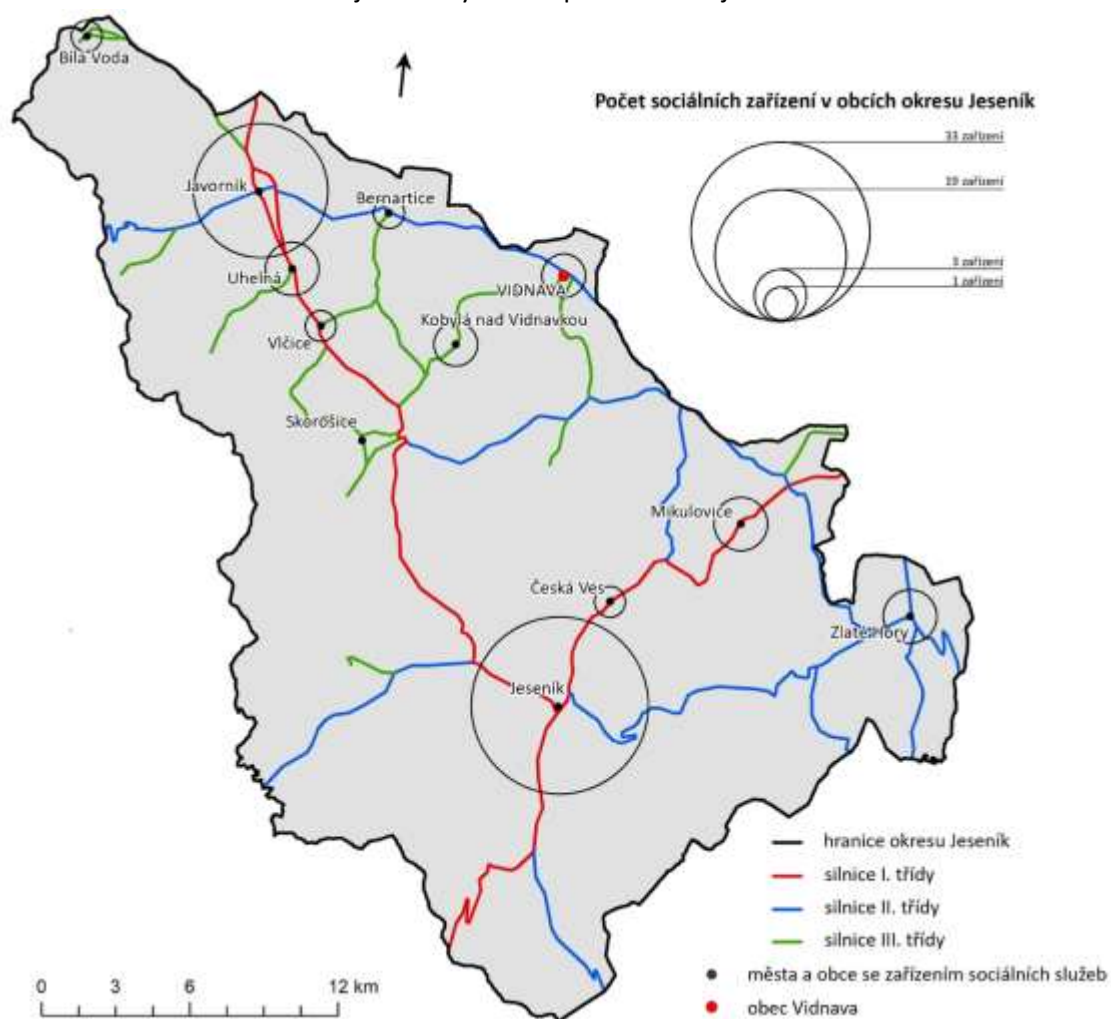 Bílá Voda
Počet sociálních zařízení v obcích okresu Jeseník
33 zařízení
19 zařízení
3 zařízení
1 zařízení
Javorník
Bernartice
Uhelná
VIDNAVA
Kobylá nad Vidnavkou
Vlčice
Skorošice
Mikulovice
Česká Ves
Zlaté Hory
Jeseník
hranice okresu Jeseník
silnice I. třídy
silnice II. třídy
silnice III. třídy
města a obce se zařízením sociálních služeb
obec Vidnava
0 3 6 12 km